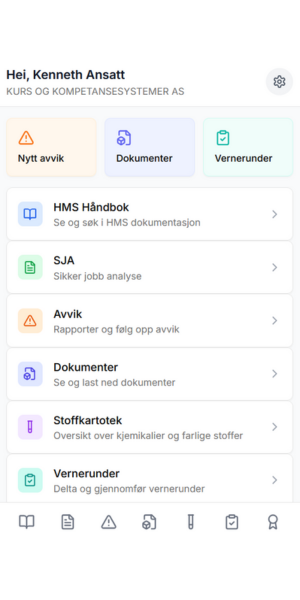 Hei, Kenneth Ansatt
KURS OG KOMPETANSESYSTEMER AS
Nytt avvik
Dokumenter
Vernerunder
HMS Håndbok
Se og søk i HMS dokumentasjon
SJA
Sikker jobb analyse
Avvik
Rapporter og følg opp avvik
Dokumenter
Se og last ned dokumenter
Stoffkartotek
Oversikt over kjemikalier og farlige stoffer
Vernerunder
Delta og gjennomfør vernerunder